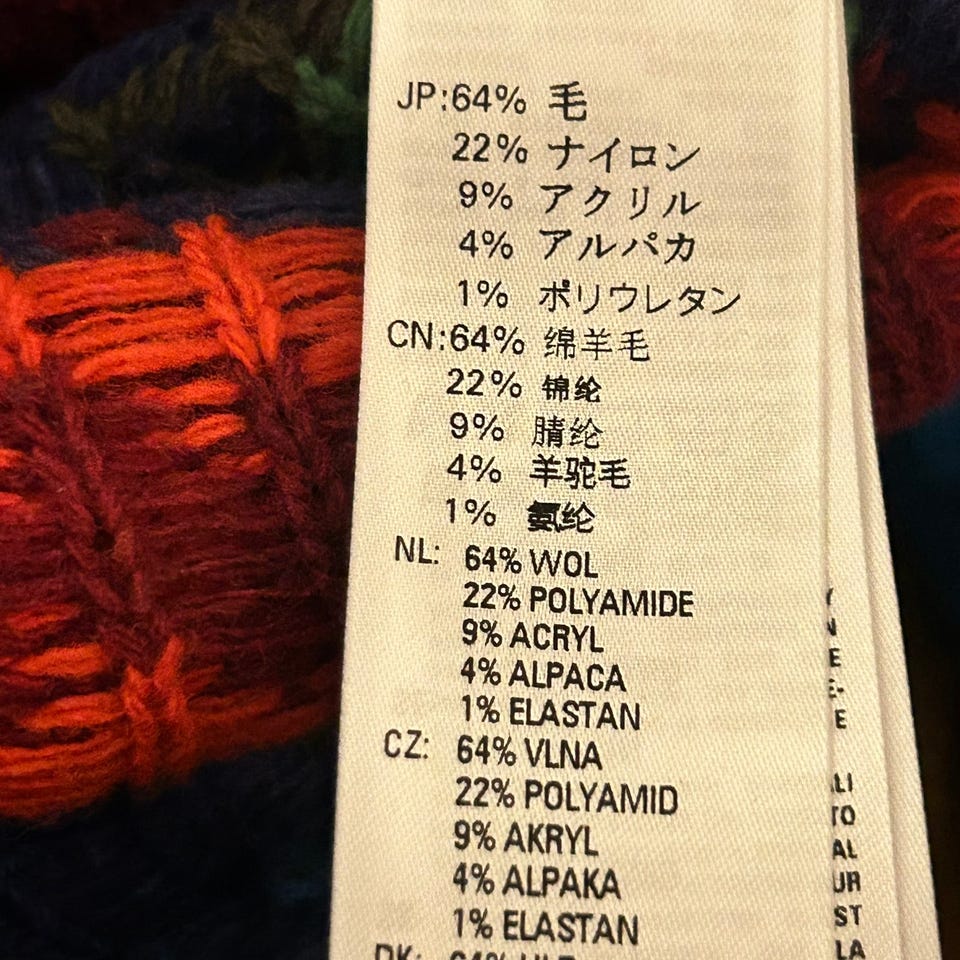 JP:64% 毛
22% ナイロン
9% アクリル
4% アルパカ
1% ポリウレタン
CN:64% 绵羊毛
22% 锦纶
9% 腈纶
4% 羊驼毛
1% 氨纶
NL: 64% WOL
22% POLYAMIDE
9% ACRYL
4% ALPACA
1% ELASTAN
CZ: 64% VLNA
22% POLYAMID
9% AKRYL
4% ALPAKA
1% ELASTAN
DK: 64% ULD